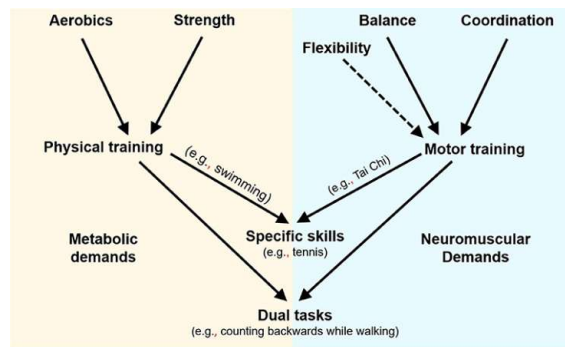 Aerobics
Strength
Balance
Coordination
Flexibility
Physical training
Motor training
(e.g., swimming)
(e.g., Tai Chi)
Metabolic
demands
Specific skills
(e.g., tennis)
Neuromuscular
Demands
Dual tasks
(e.g., counting backwards while walking)